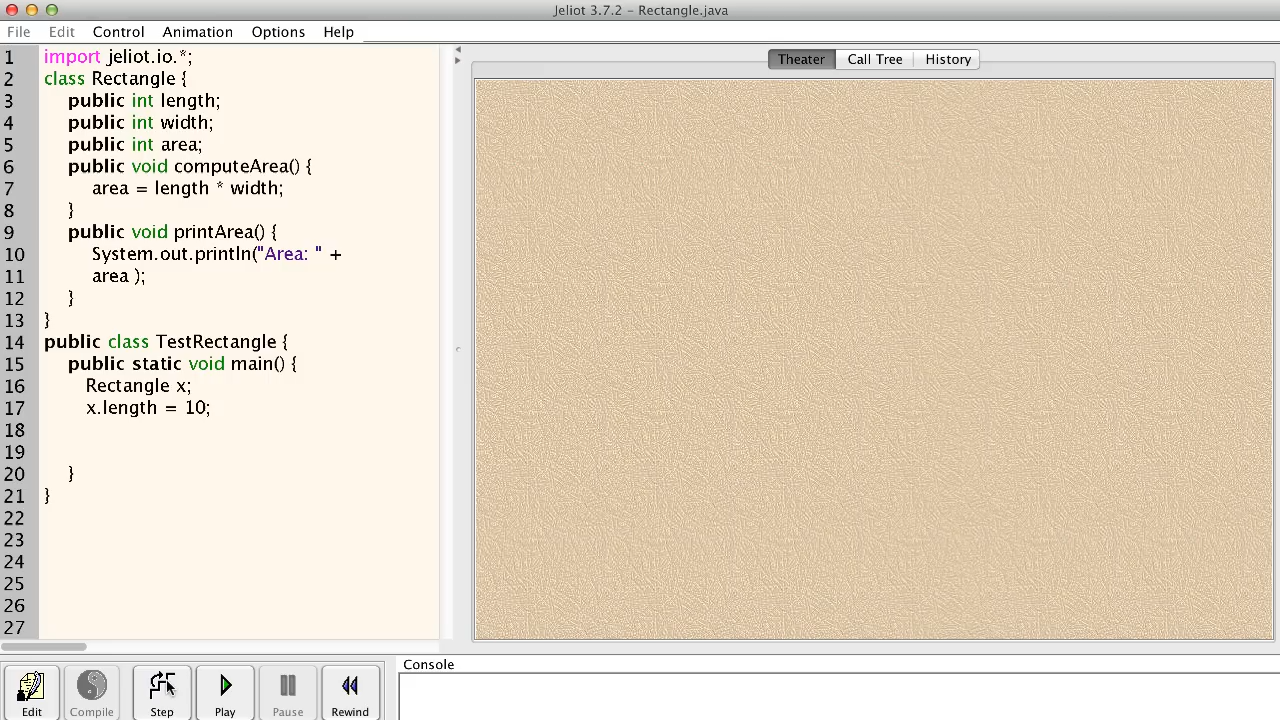 Jeliot 3.7.2 – Rectangle.java
File Edit Control Animation Options Help
Theater Call Tree History
1 import jeliot.io.*;
2 class Rectangle {
3 public int length;
4 public int width;
5 public int area;
6 public void computeArea() {
7 area = length * width;
8 }
9 public void printArea() {
10 System.out.println("Area: " +
11 area );
12 }
13 }
14 public class TestRectangle {
15 public static void main() {
16 Rectangle x;
17 x.length = 10;
18
19
20 }
21 }
22
23
24
25
26
27
Edit Compile Step Play Pause Rewind
Console